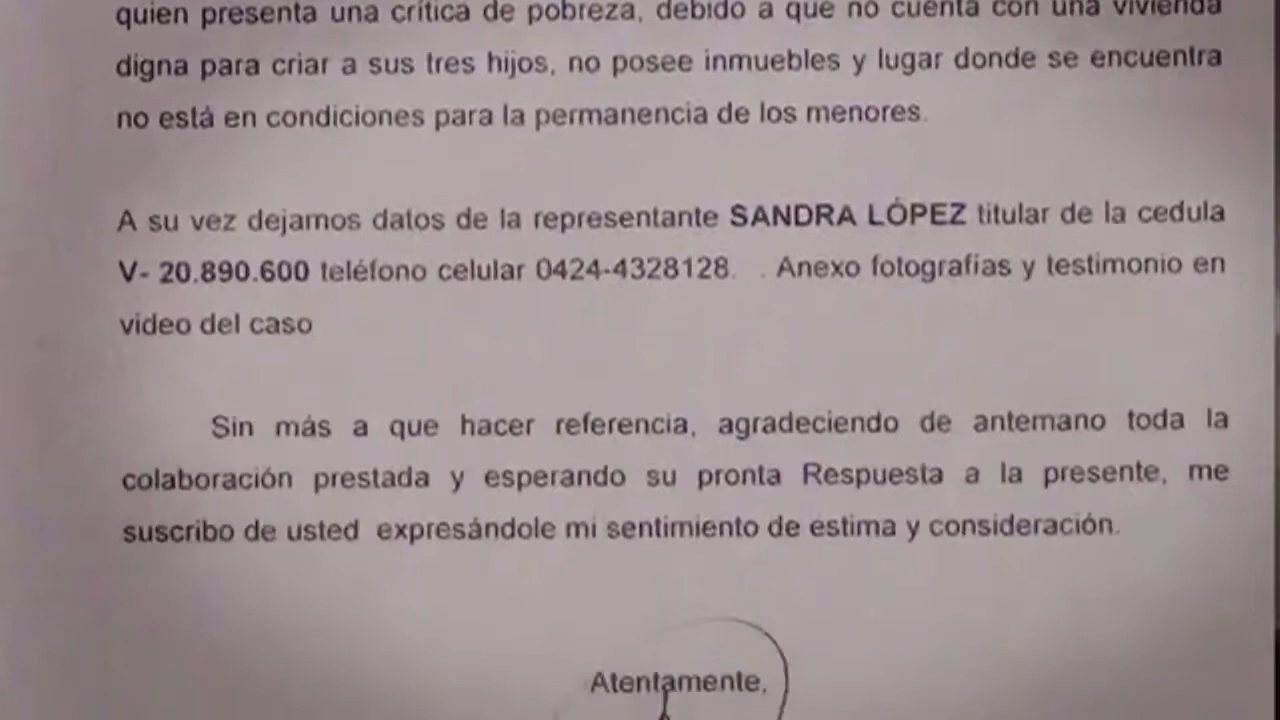 quien presenta una crítica de pobreza, debido a que no cuenta con una vivienda
digna para criar a sus tres hijos, no posee inmuebles y lugar donde se encuentra
no está en condiciones para la permanencia de los menores.
A su vez dejamos datos de la representante SANDRA LÓPEZ titular de la cedula
V- 20.890.600 teléfono celular 0424-4328128. . Anexo fotografías y testimonio en
video del caso
Sin más a que hacer referencia, agradeciendo de antemano toda la
colaboración prestada y esperando su pronta Respuesta a la presente, me
suscribo de usted expresándole mi sentimiento de estima y consideración.
Atentamente,